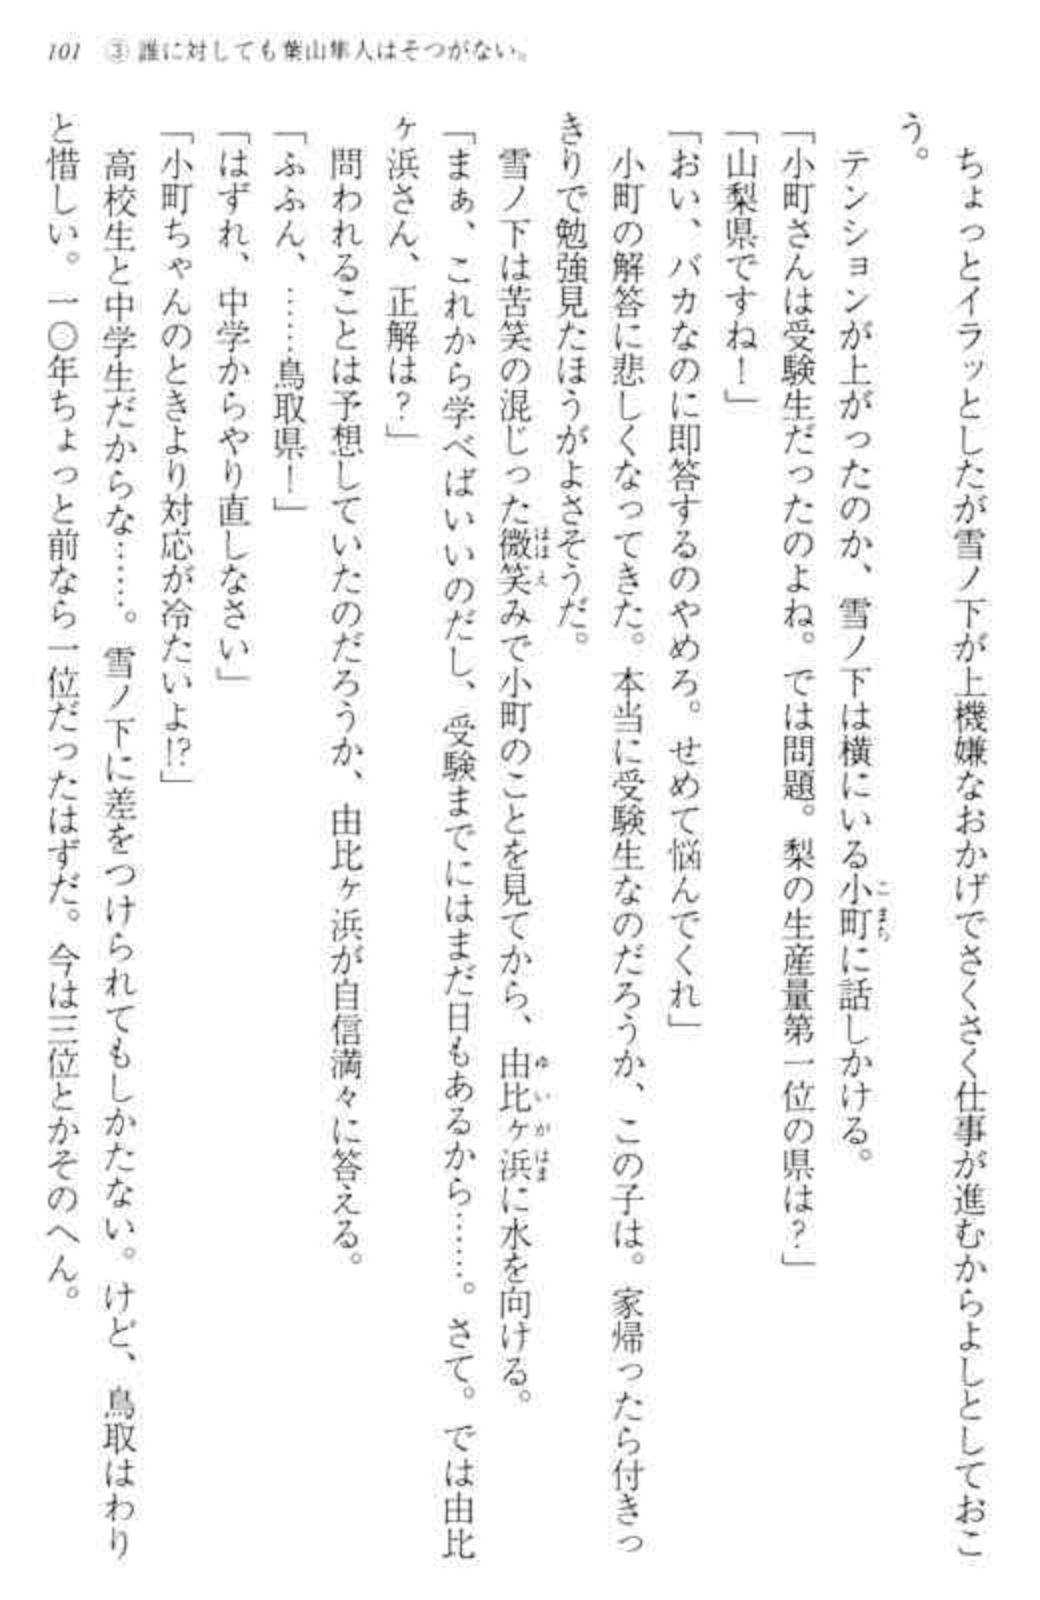 101　③ 誰に対しても葉山隼人はそつがない。
　ちょっとイラッとしたが雪ノ下が上機嫌なおかげでさくさく仕事が進むからよしとしておこ
う。
　テンションが上がったのか、雪ノ下は横にいる小町に話しかける。
「小町さんは受験生だったのよね。では問題。梨の生産量第一位の県は？」
「山梨県ですね！」
「おい、バカなのに即答するのやめろ。せめて悩んでくれ」
　小町の解答に悲しくなってきた。本当に受験生なのだろうか、この子は。家帰ったら付きっ
きりで勉強見たほうがよさそうだ。
　雪ノ下は苦笑の混じった微笑みで小町のことを見てから、由比ヶ浜に水を向ける。
「まぁ、これから学べばいいのだし、受験までにはまだ日もあるから……。さて。では由比
ヶ浜さん、正解は？」
　問われることは予想していたのだろうか、由比ヶ浜が自信満々に答える。
「ふふん、……鳥取県！」
「はずれ、中学からやり直しなさい」
「小町ちゃんのときより対応が冷たいよ!?」
　高校生と中学生だからな……。雪ノ下に差をつけられてもしかたない。けど、鳥取はわり
と惜しい。一〇年ちょっと前なら一位だったはずだ。今は三位とかそのへん。